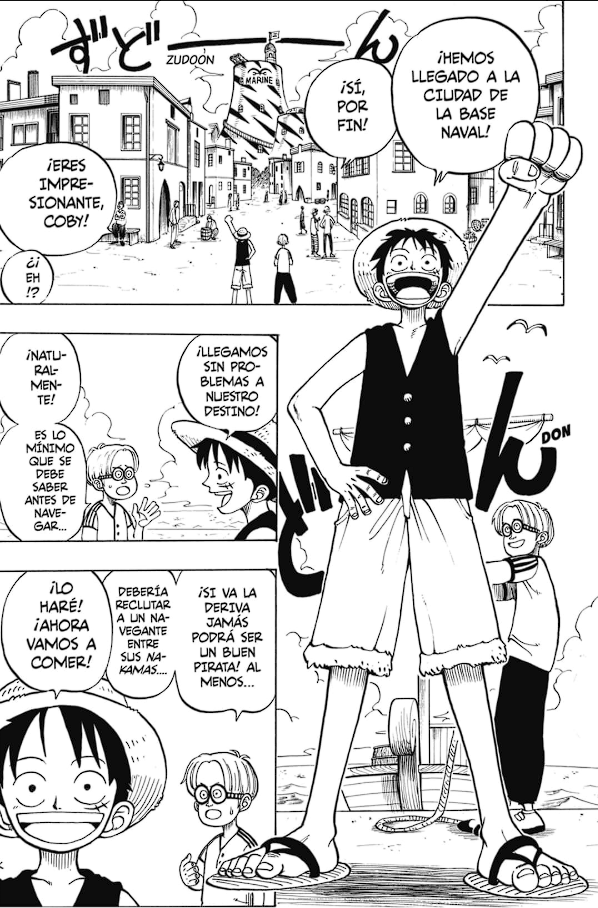 ¡HEMOS
LLEGADO A LA
CIUDAD DE
LA BASE
NAVAL!
¡SÍ,
POR
FIN!
ずどーーん
ZUDOON
MARINE
¡ERES
IMPRE-
SIONANTE,
COBY!
¿¡
EH
!?
どん
DON
¡LLEGAMOS
SIN PRO-
BLEMAS A
NUESTRO
DESTINO!
¡NATU-
RAL-
MEN-
TE!
ES LO
MÍNIMO
QUE SE
DEBE
SABER
ANTES DE
NAVE-
GAR...
¡SI VA LA
DERIVA
JAMÁS
PODRÁ SER
UN BUEN
PIRATA! AL
MENOS...
DEBERÍA
RECLUTAR
A UN NA-
VEGANTE
ENTRE
SUS NA-
KAMAS....
¡LO
HARÉ!
¡AHORA
VAMOS A
COMER!